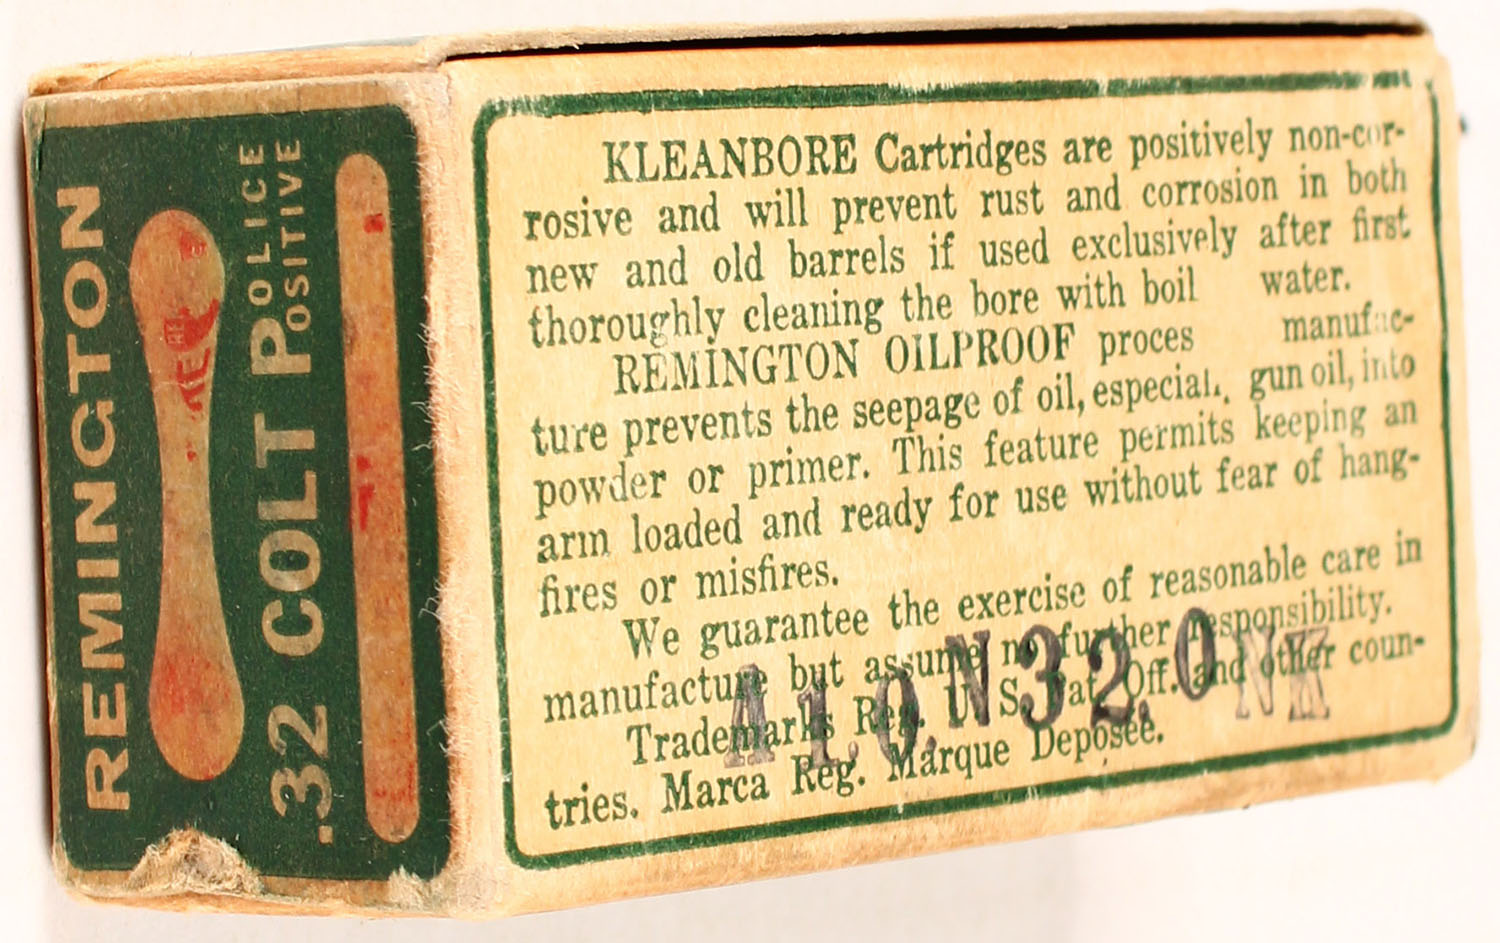 REMINGTON
.32 COLT POLICE
POSITIVE
KLEANBORE Cartridges are positively non-cor-
rosive and will prevent rust and corrosion in both
new and old barrels if used exclusively after first
thoroughly cleaning the bore with boil water.
REMINGTON OILPROOF proces manufac-
ture prevents the seepage of oil, especial gun oil, into
powder or primer. This feature permits keeping an
arm loaded and ready for use without fear of hang-
fires or misfires.
We guarantee the exercise of reasonable care in
manufacture but assume no further responsibility.
Trademarks Reg. U. S. Pat. Off. and other coun-
tries. Marca Reg. Marque Deposée.